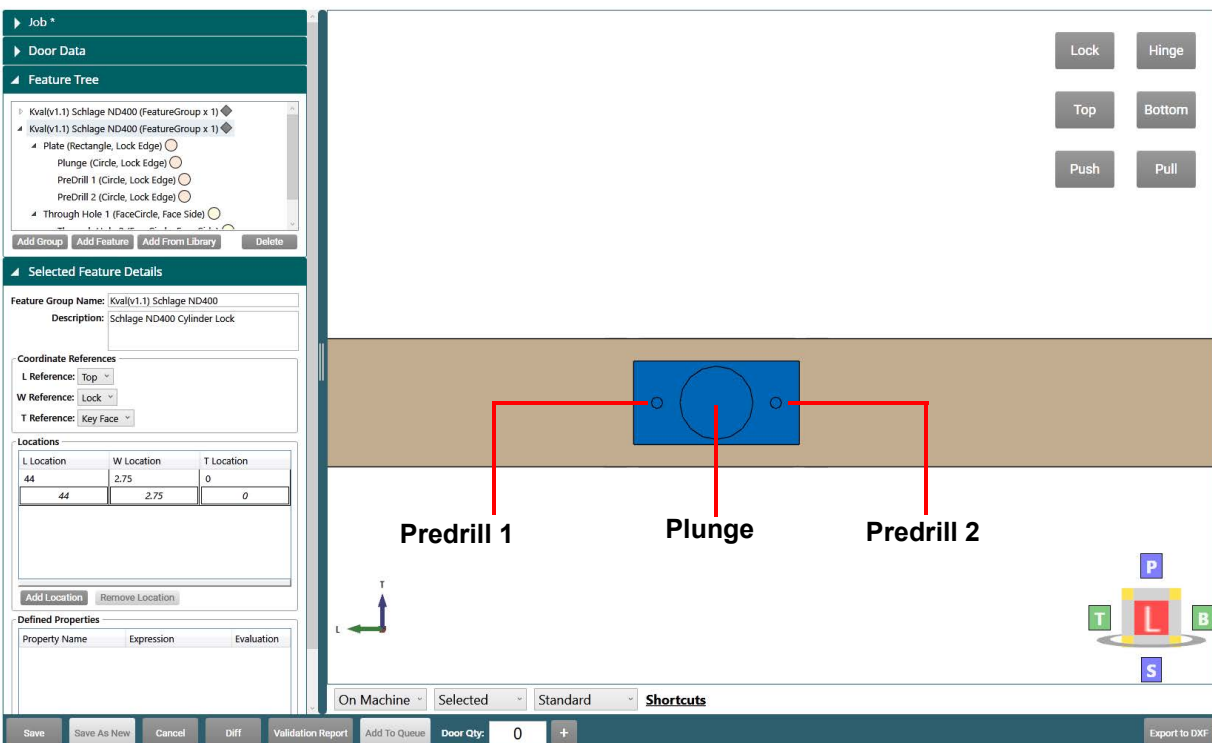 Job *
Door Data
Feature Tree
Kval(v1.1) Schlage ND400 (FeatureGroup x 1)
Kval(v1.1) Schlage ND400 (FeatureGroup x 1)
Plate (Rectangle, Lock Edge)
Plunge (Circle, Lock Edge)
PreDrill 1 (Circle, Lock Edge)
PreDrill 2 (Circle, Lock Edge)
Through Hole 1 (FaceCircle, Face Side)
Add Group Add Feature Add From Library Delete
Selected Feature Details
Feature Group Name: Kval(v1.1) Schlage ND400
Description: Schlage ND400 Cylinder Lock
Coordinate References
L Reference: Top
W Reference: Lock
T Reference: Key Face
Locations
L Location W Location T Location
44 2.75 0
44 2.75 0
Add Location Remove Location
Defined Properties
Property Name Expression Evaluation
Lock Hinge
Top Bottom
Push Pull
Predrill 1 Plunge Predrill 2
T
L
P
T L B
S
On Machine Selected Standard Shortcuts
Save Save As New Cancel Diff Validation Report Add To Queue Door Qty: 0 + Export to DXF